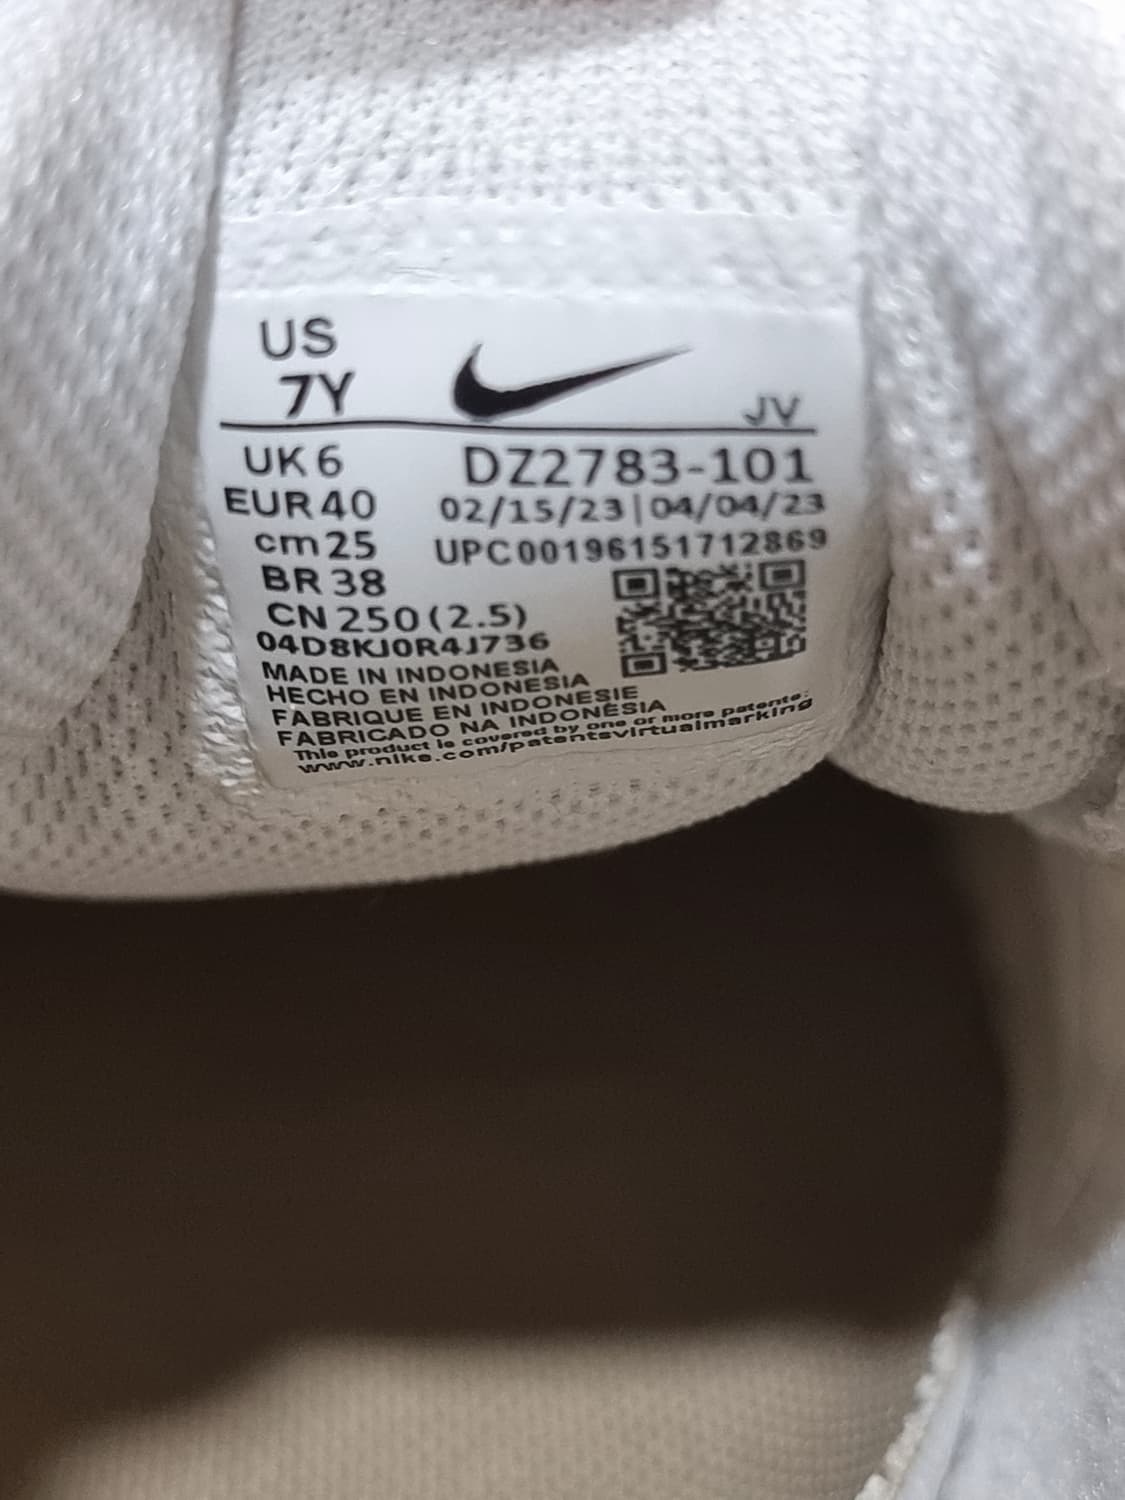 US
7Y
JV
UK 6
DZ2783-101
EUR 40
02/15/23|04/04/23
cm 25
UPC00196151712869
BR 38
CN 250 (2.5)
04D8KJ0R4J736
MADE IN INDONESIA
HECHO EN INDONESIA
FABRIQUE EN INDONESIE
FABRICADO NA INDONÉSIA
This product is covered by one or more patents:
www.nike.com/patentsvirtualmarking